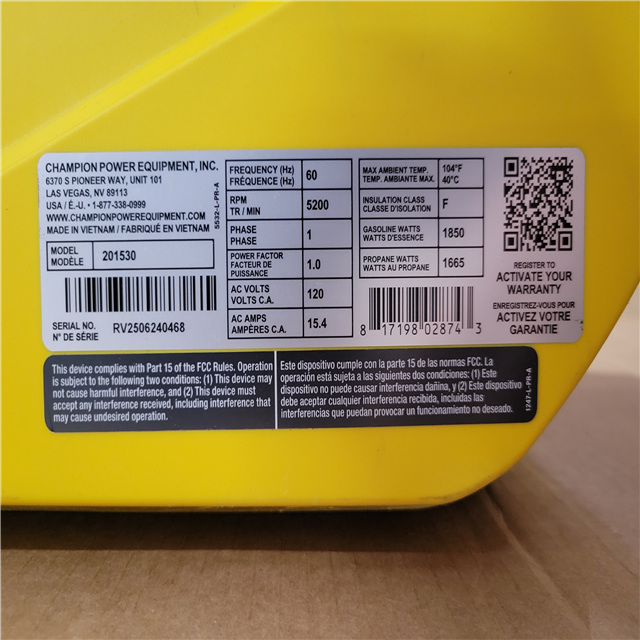 CHAMPION POWER EQUIPMENT, INC.
6370 S PIONEER WAY, UNIT 101
LAS VEGAS, NV 89113
USA / É.-U. • 1-877-338-0999
WWW.CHAMPIONPOWEREQUIPMENT.COM
MADE IN VIETNAM / FABRIQUÉ EN VIETNAM
5532-L-PR-A
MODEL
MODÈLE
201530
SERIAL NO.
N° DE SÉRIE
RV2506240468
FREQUENCY (Hz)
FRÉQUENCE (Hz)
60
RPM
TR / MIN
5200
PHASE
PHASE
1
POWER FACTOR
FACTEUR DE
PUISSANCE
1.0
AC VOLTS
VOLTS C.A.
120
AC AMPS
AMPÈRES C.A.
15.4
MAX AMBIENT TEMP.
TEMP. AMBIANTE MAX.
104°F
40°C
INSULATION CLASS
CLASSE D'ISOLATION
F
GASOLINE WATTS
WATTS D'ESSENCE
1850
PROPANE WATTS
WATTS AU PROPANE
1665
8 17198 02874 3
REGISTER TO
ACTIVATE YOUR
WARRANTY
ENREGISTREZ-VOUS POUR
ACTIVEZ VOTRE
GARANTIE
This device complies with Part 15 of the FCC Rules. Operation
is subject to the following two conditions: (1) This device may
not cause harmful interference, and (2) This device must
accept any interference received, including interference that
may cause undesired operation.
Este dispositivo cumple con la parte 15 de las normas FCC. La
operación está sujeta a las siguientes dos condiciones: (1) Este
dispositivo no puede causar interferencia dañina, y (2) Este dispositivo
debe aceptar cualquier interferencia recibida, incluidas las
interferencias que puedan provocar un funcionamiento no deseado.
1247-L-PR-A